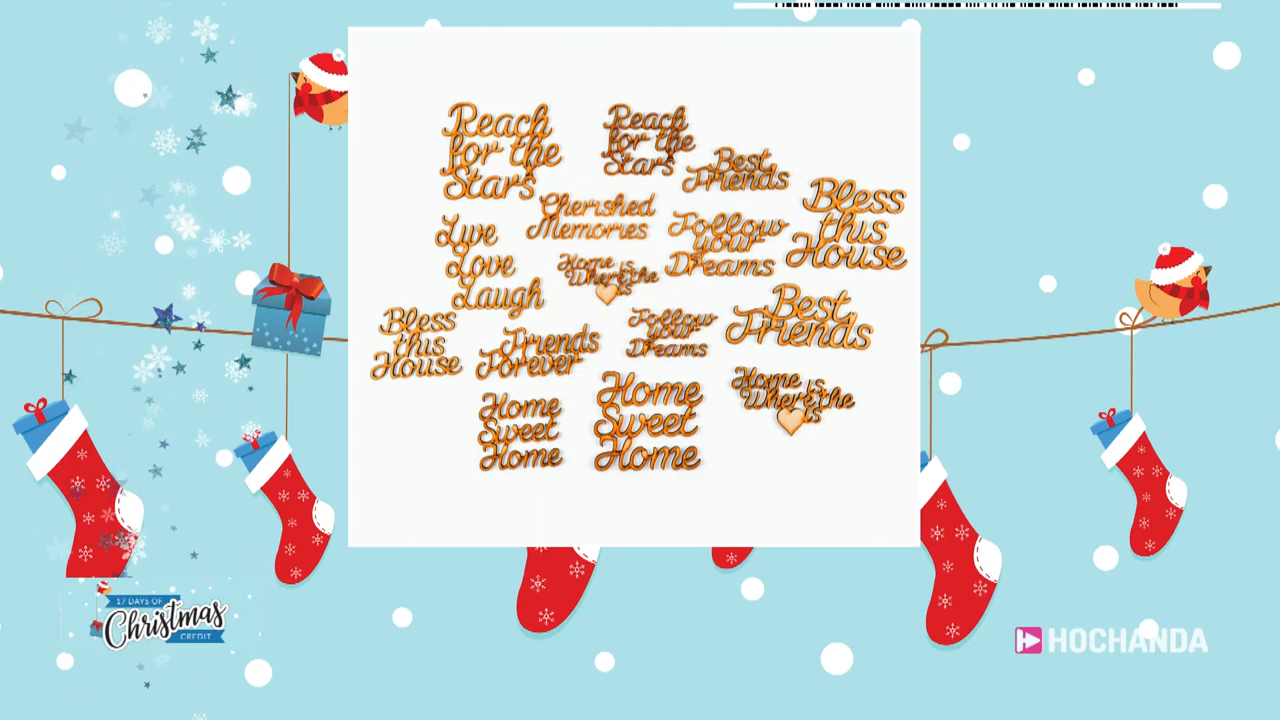 Reach
for the
Stars
Reach
for the
Stars
Best
Friends
Bless
this
House
Cherished
Memories
Live
Love
Laugh
Follow
your
Dreams
Home is
Where the
is
Bless
this
House
Friends
Forever
Follow
your
Dreams
Best
Friends
Home
Sweet
Home
Home
Sweet
Home
Home is
Where the
is
17 DAYS OF
Christmas
CREDIT
HOCHANDA